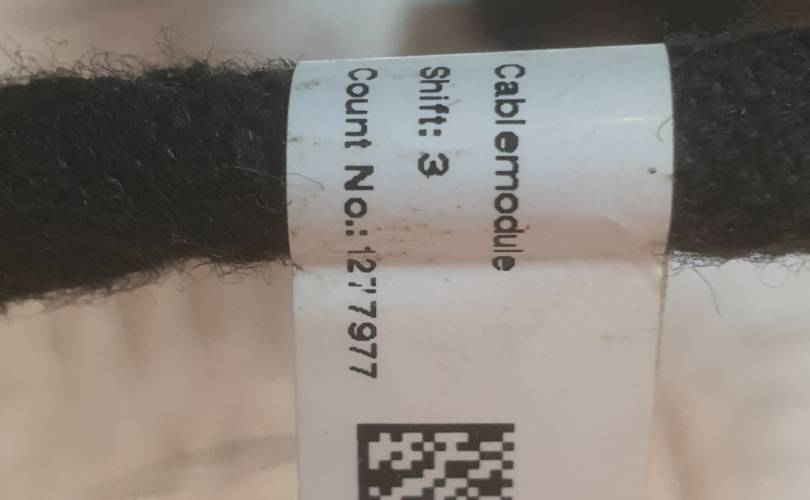 Cablemodule
Shift: 3
Count No.:1277977